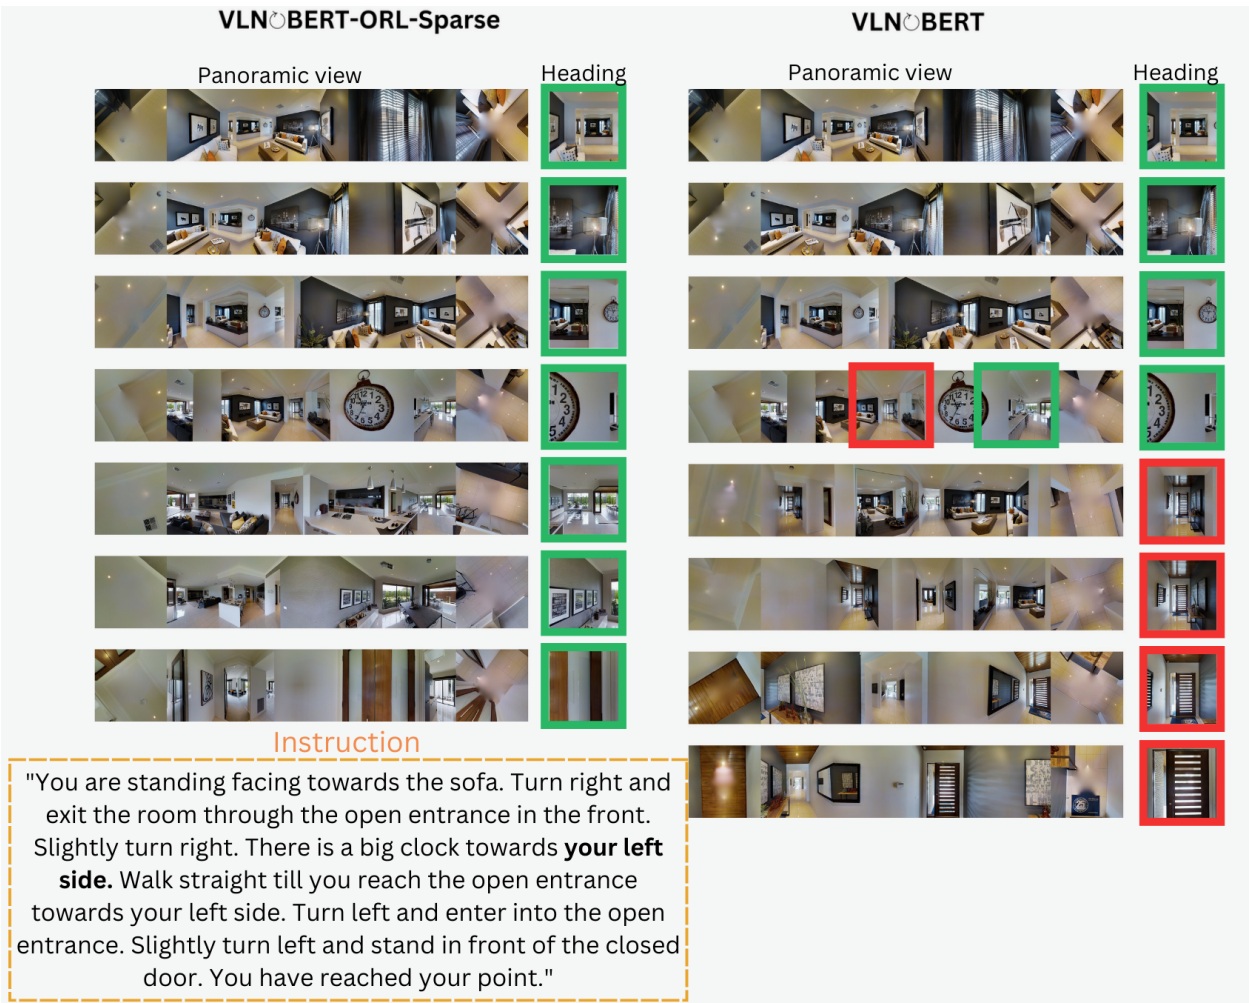 VLN↻BERT-ORL-Sparse
VLN↻BERT
Panoramic view
Heading
Panoramic view
Heading
Instruction
"You are standing facing towards the sofa. Turn right and
exit the room through the open entrance in the front.
Slightly turn right. There is a big clock towards your left
side. Walk straight till you reach the open entrance
towards your left side. Turn left and enter into the open
entrance. Slightly turn left and stand in front of the closed
door. You have reached your point."